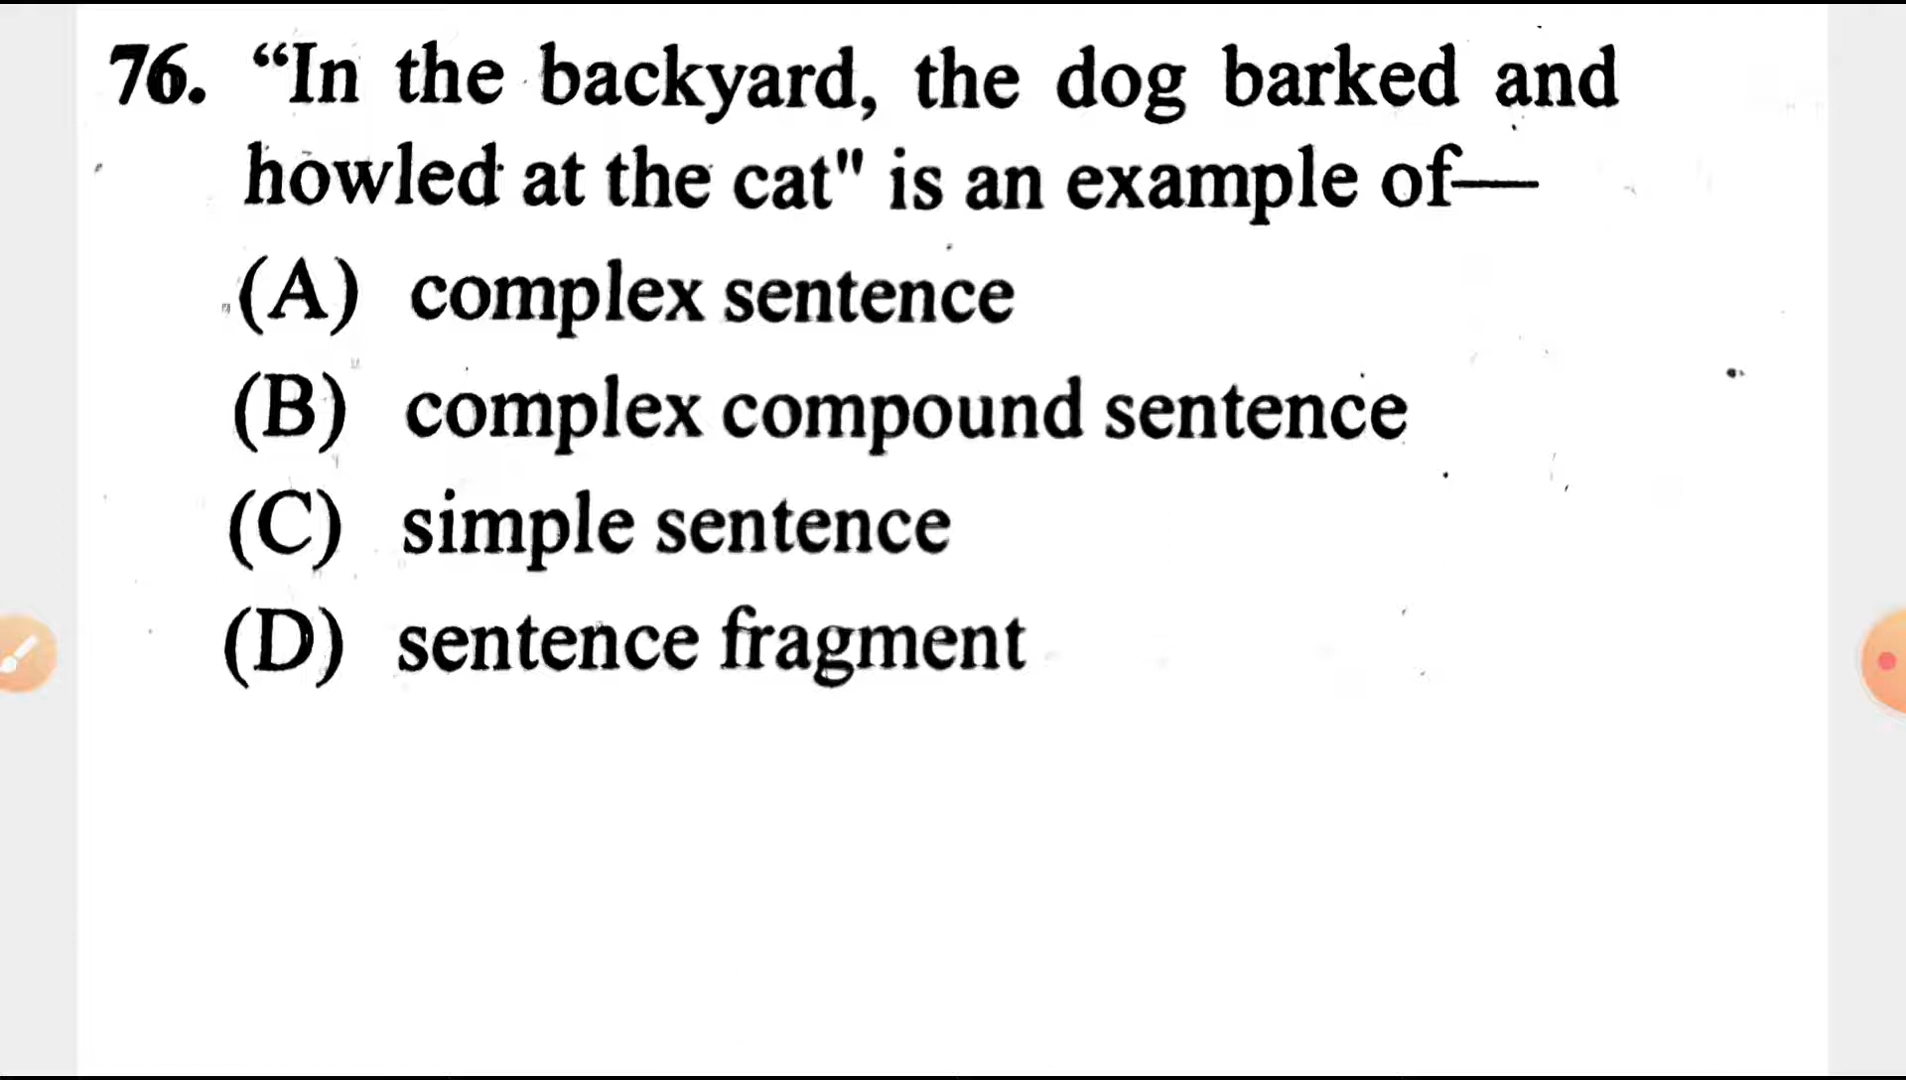 76. “In the backyard, the dog barked and
howled at the cat" is an example of—
(A) complex sentence
(B) complex compound sentence
(C) simple sentence
(D) sentence fragment